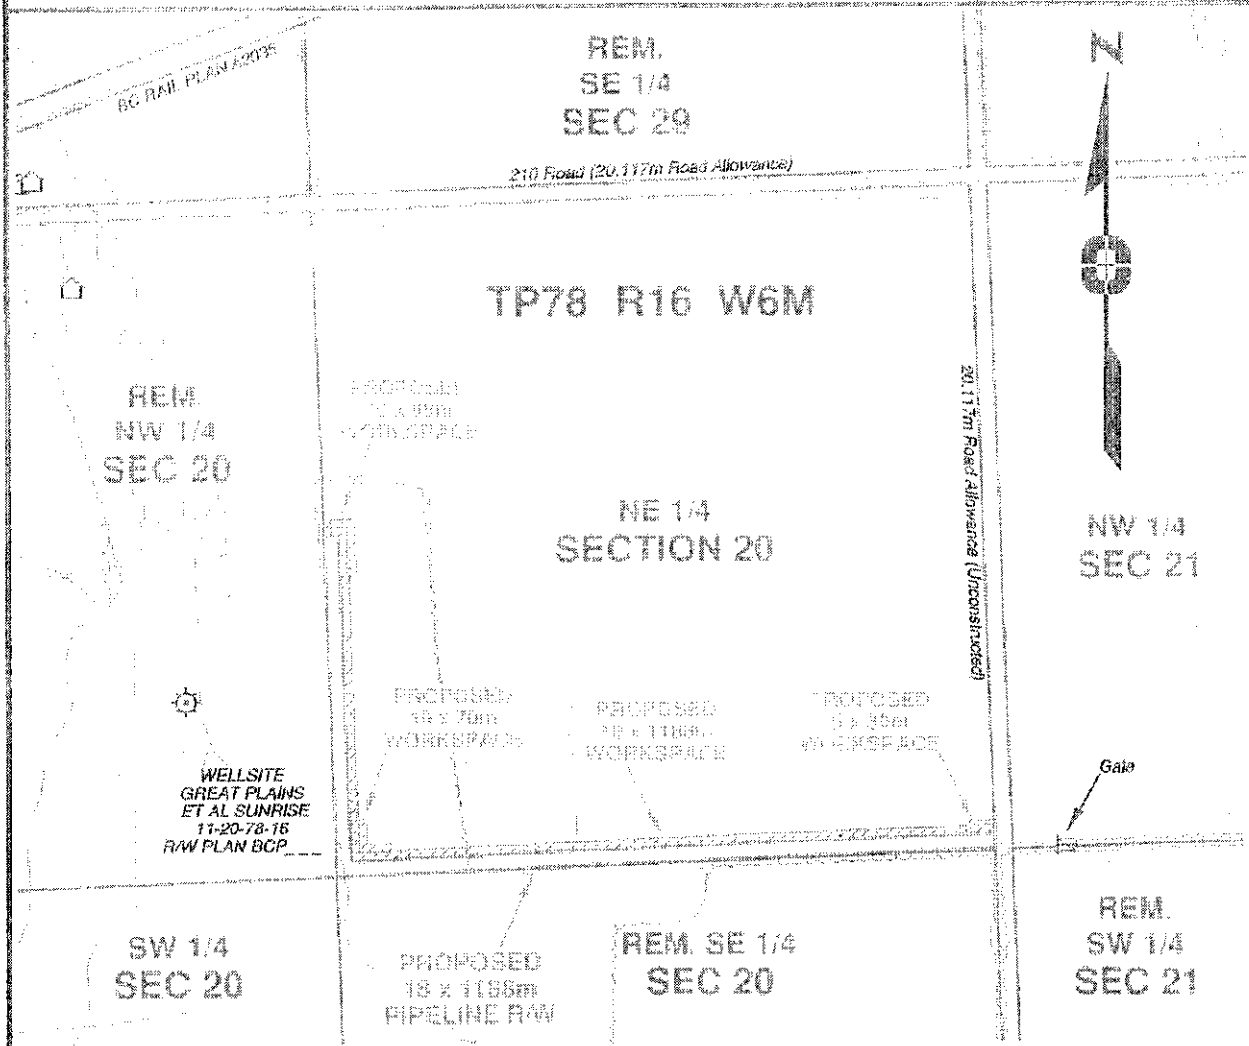 BC RAIL PLAN A2035
REM.
SE 1/4
SEC 29
N
210 Road (20.117m Road Allowance)
TP78 R16 W6M
REM.
NW 1/4
SEC 20
PROPOSED
WORKSPACE
20.117m Road Allowance (Unconstructed)
NE 1/4
SECTION 20
NW 1/4
SEC 21
PROPOSED
WORKSPACE
PROPOSED
WORKSPACE
PROPOSED
WORKSPACE
WELLSITE
GREAT PLAINS
ET AL SUNRISE
11-20-78-16
R/W PLAN BCP_ _ _
Gate
SW 1/4
SEC 20
PROPOSED
PIPELINE R/W
REM. SE 1/4
SEC 20
REM.
SW 1/4
SEC 21